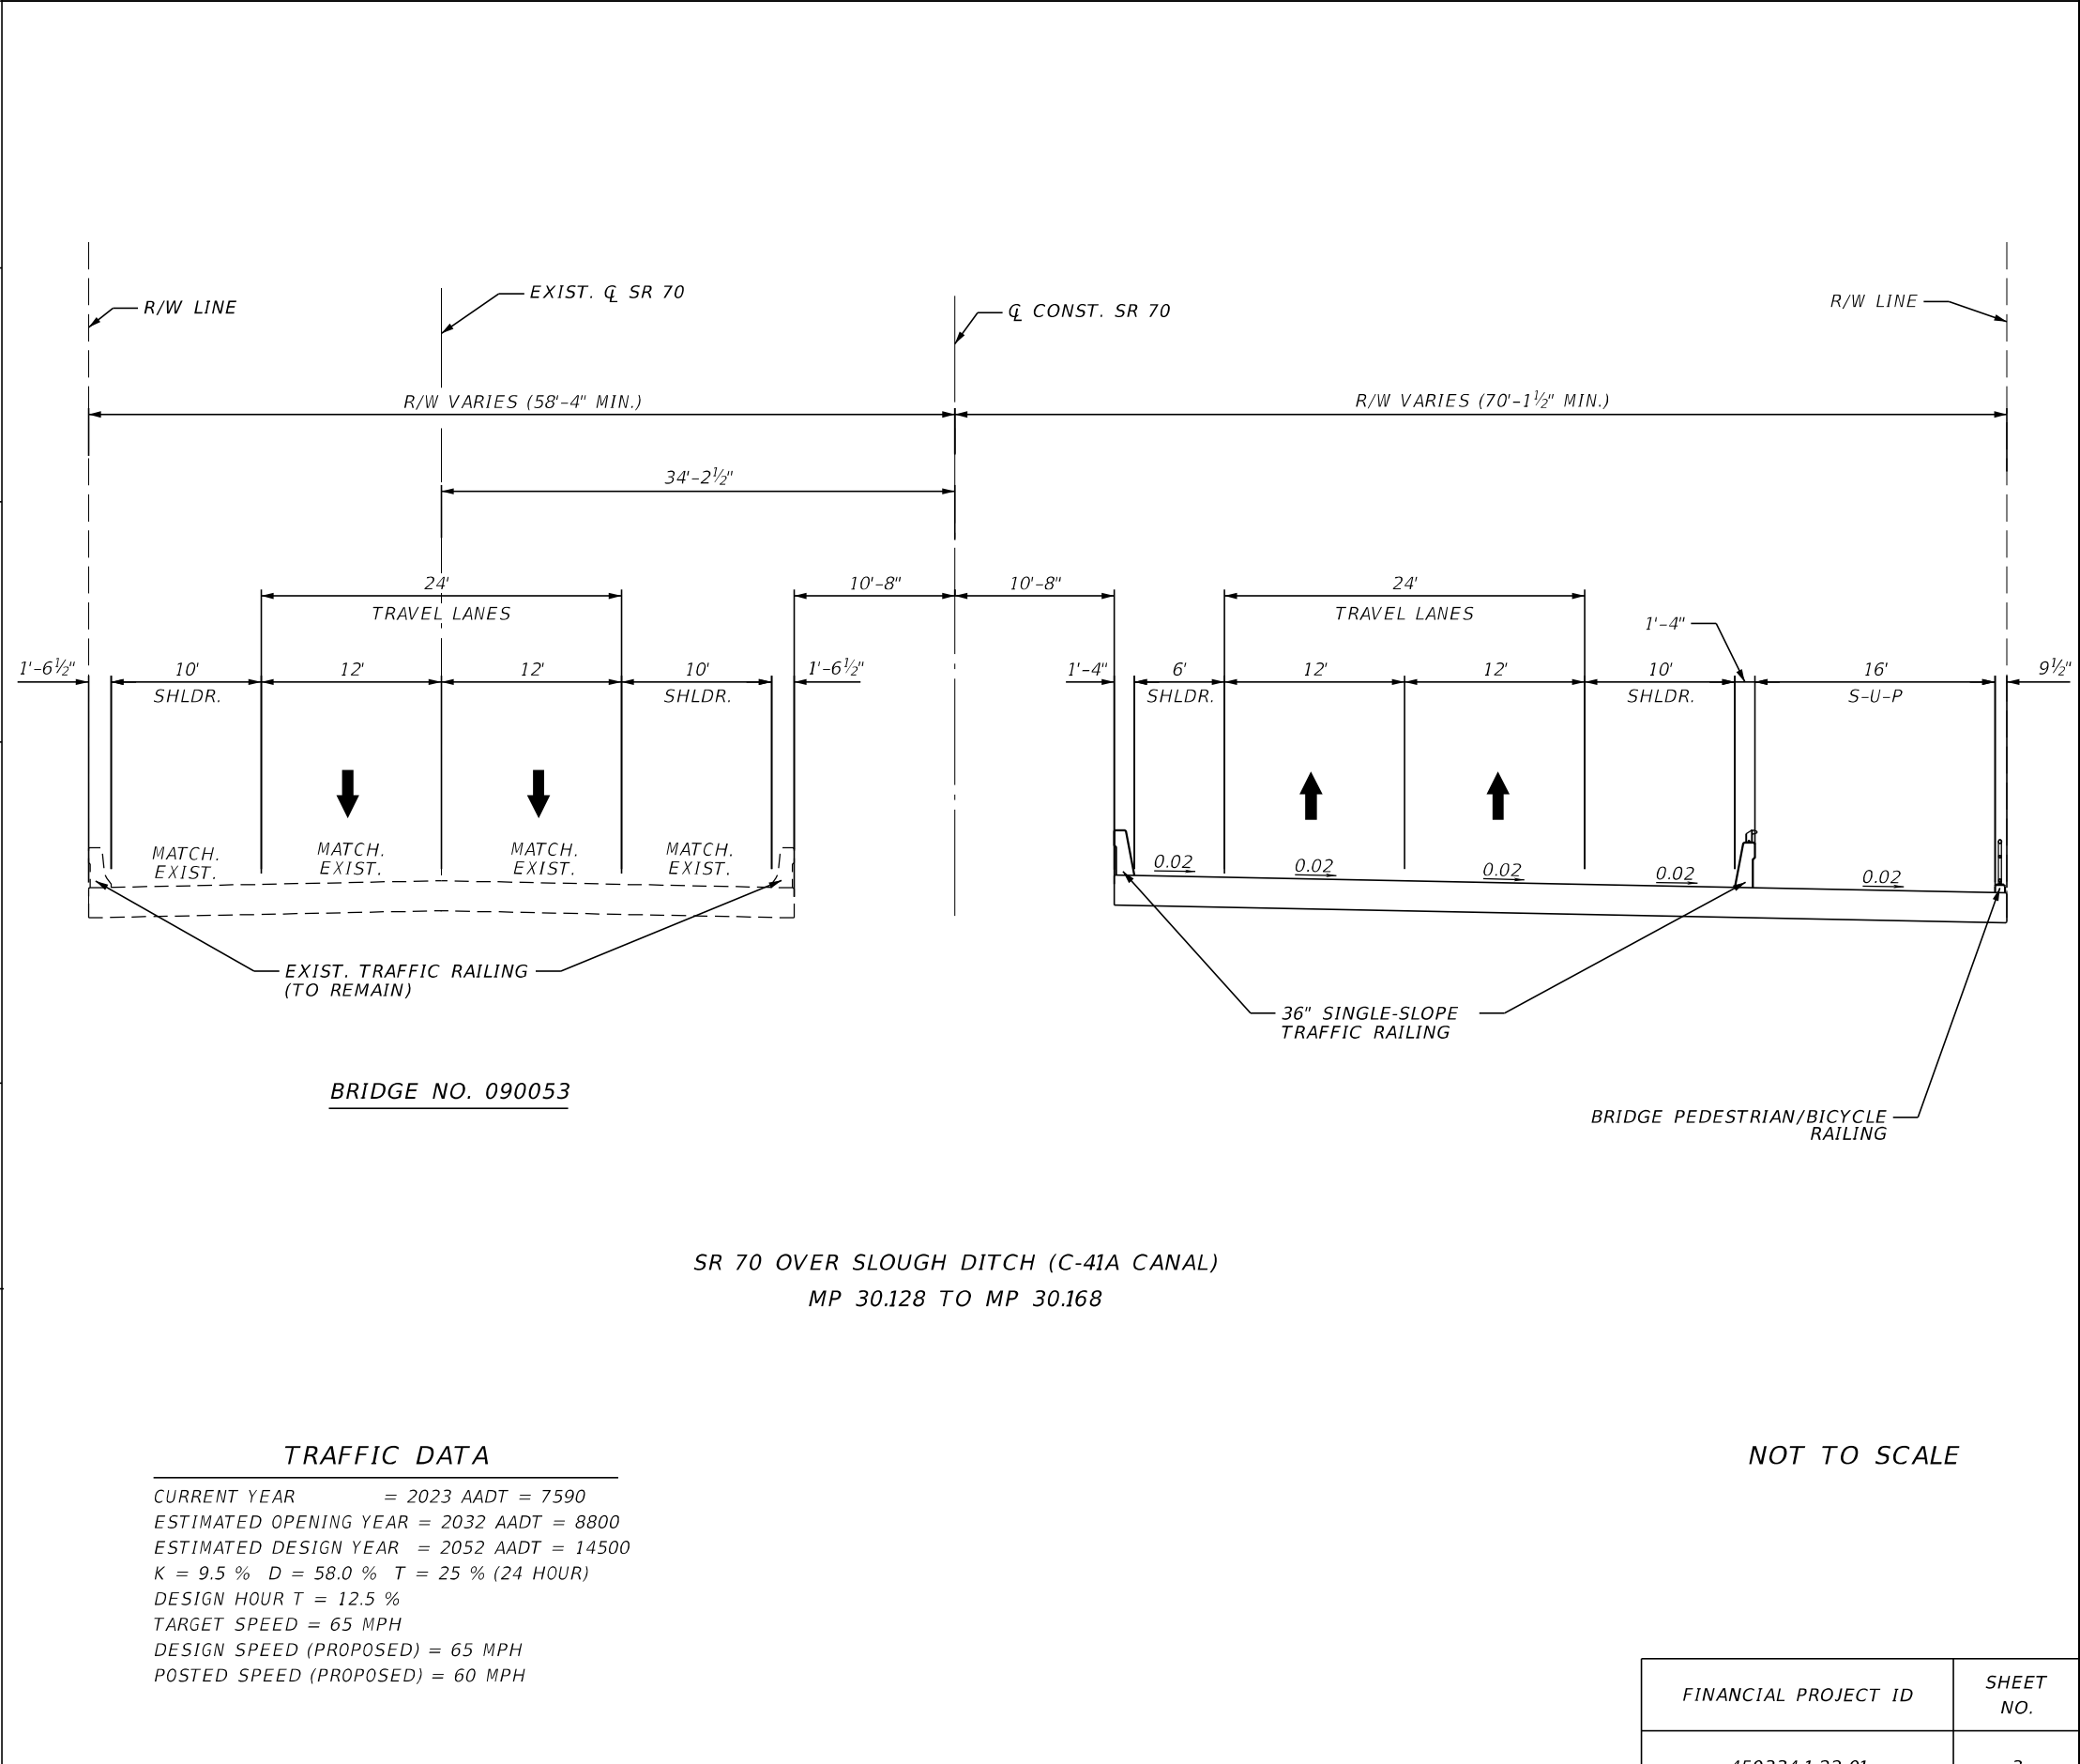 R/W LINE
EXIST. ℄ SR 70
℄ CONST. SR 70
R/W LINE
R/W VARIES (58'-4" MIN.)
R/W VARIES (70'-1½" MIN.)
34'-2½"
24'
TRAVEL LANES
10'-8"
10'-8"
24'
TRAVEL LANES
1'-4"
1'-6½"
10'
SHLDR.
12'
12'
10'
SHLDR.
1'-6½"
1'-4"
6'
SHLDR.
12'
12'
10'
SHLDR.
16'
S-U-P
9½"
MATCH.
EXIST.
MATCH.
EXIST.
MATCH.
EXIST.
MATCH.
EXIST.
0.02
0.02
0.02
0.02
0.02
EXIST. TRAFFIC RAILING
(TO REMAIN)
36" SINGLE-SLOPE
TRAFFIC RAILING
BRIDGE NO. 090053
BRIDGE PEDESTRIAN/BICYCLE
RAILING
SR 70 OVER SLOUGH DITCH (C-41A CANAL)
MP 30.128 TO MP 30.168
TRAFFIC DATA
CURRENT YEAR = 2023 AADT = 7590
ESTIMATED OPENING YEAR = 2032 AADT = 8800
ESTIMATED DESIGN YEAR = 2052 AADT = 14500
K = 9.5 % D = 58.0 % T = 25 % (24 HOUR)
DESIGN HOUR T = 12.5 %
TARGET SPEED = 65 MPH
DESIGN SPEED (PROPOSED) = 65 MPH
POSTED SPEED (PROPOSED) = 60 MPH
NOT TO SCALE
FINANCIAL PROJECT ID
SHEET
NO.